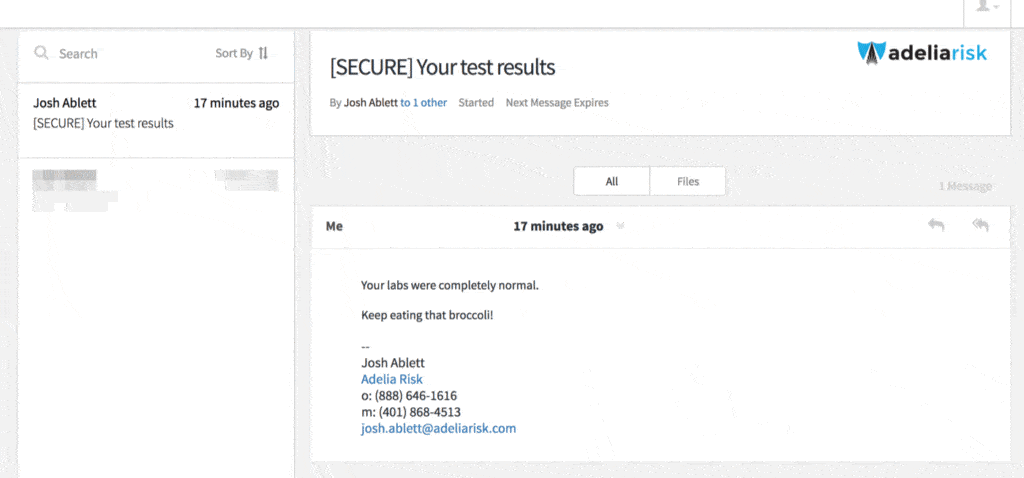 Search Sort By
Josh Ablett 17 minutes ago
[SECURE] Your test results
adeliarisk
[SECURE] Your test results
By Josh Ablett to 1 other Started Next Message Expires
All Files
1 Message
Me 17 minutes ago
Your labs were completely normal.
Keep eating that broccoli!
--
Josh Ablett
Adelia Risk
o: (888) 646-1616
m: (401) 868-4513
josh.ablett@adeliarisk.com